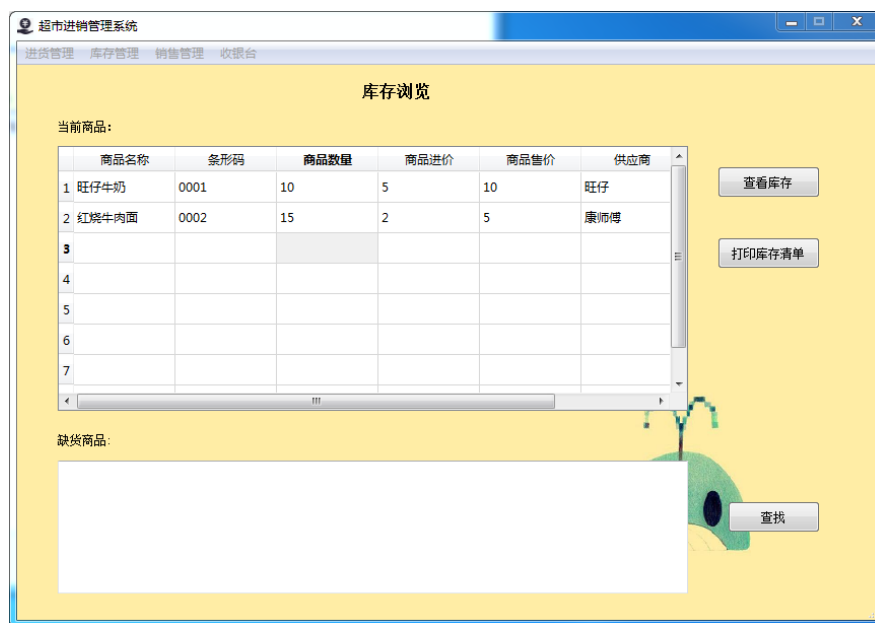 超市进销管理系统
进货管理 库存管理 销售管理 收银台
库存浏览
当前商品:
商品名称 条形码 商品数量 商品进价 商品售价 供应商
1 旺仔牛奶 0001 10 5 10 旺仔
2 红烧牛肉面 0002 15 2 5 康师傅
3
4
5
6
7
查看库存
打印库存清单
缺货商品:
查找